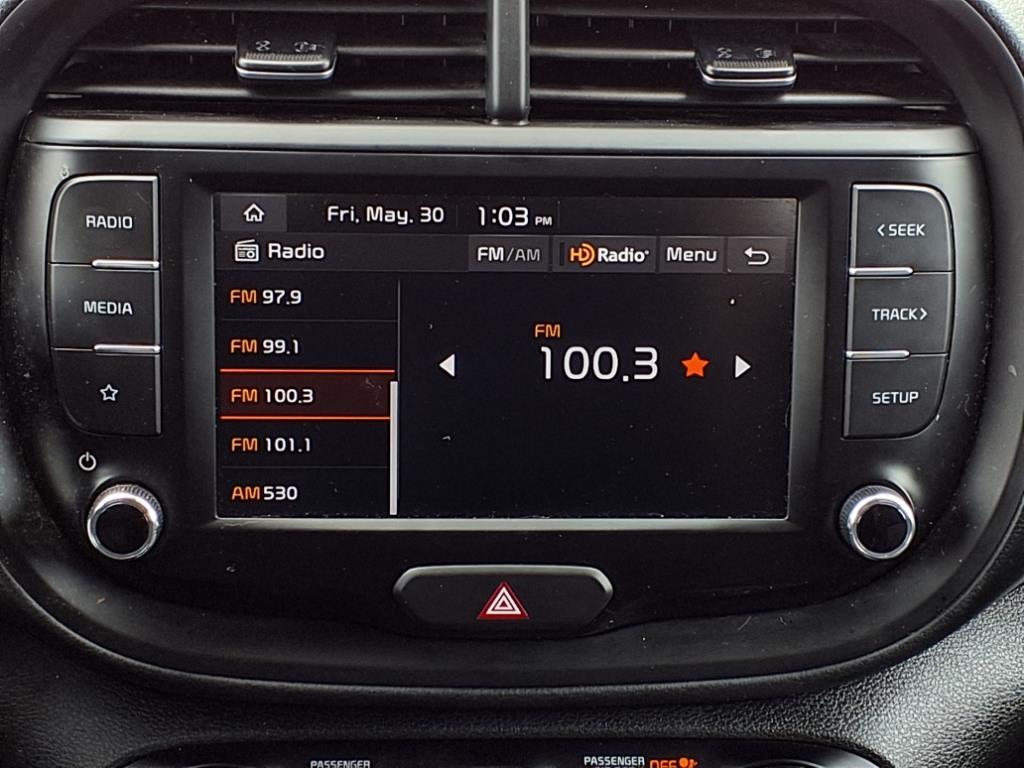 RADIO
MEDIA
Fri, May. 30 1:03 PM
Radio FM/AM HD Radio Menu
FM 97.9
FM 99.1
FM 100.3
FM 101.1
AM 530
FM
100.3
< SEEK
TRACK >
SETUP
PASSENGER
PASSENGER
OFF